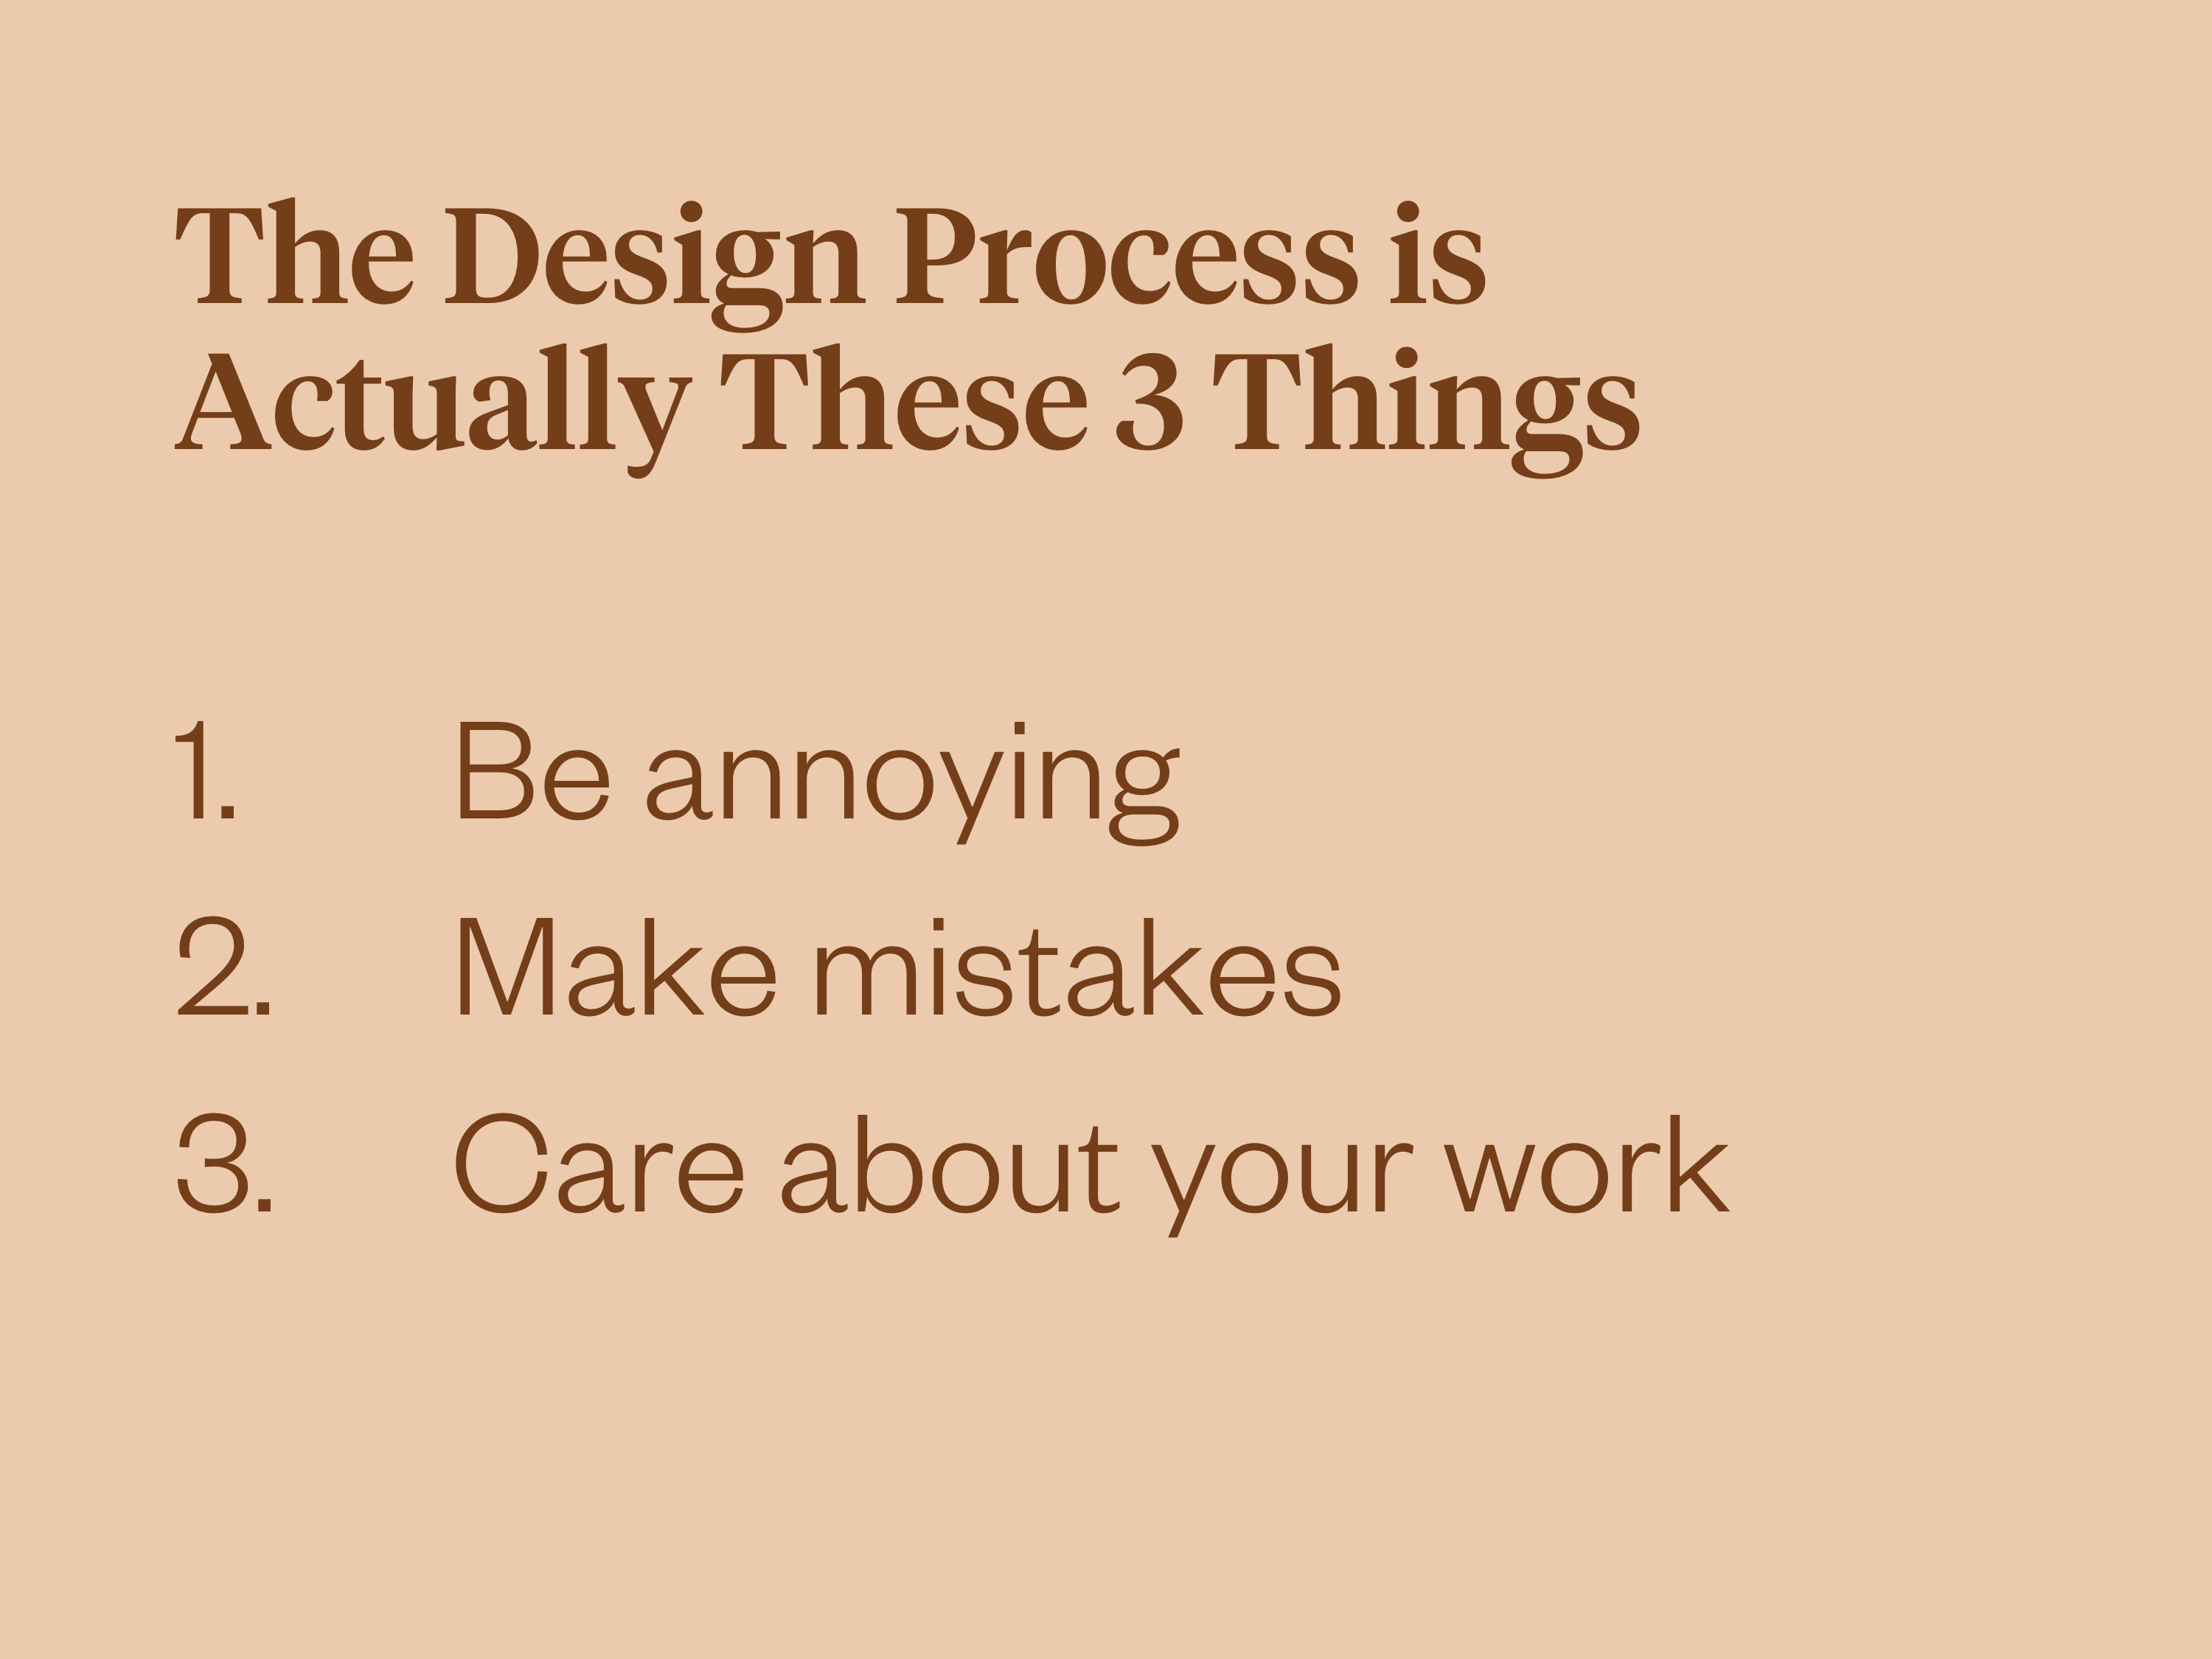 The Design Process is
Actually These 3 Things
1. Be annoying
2. Make mistakes
3. Care about your work